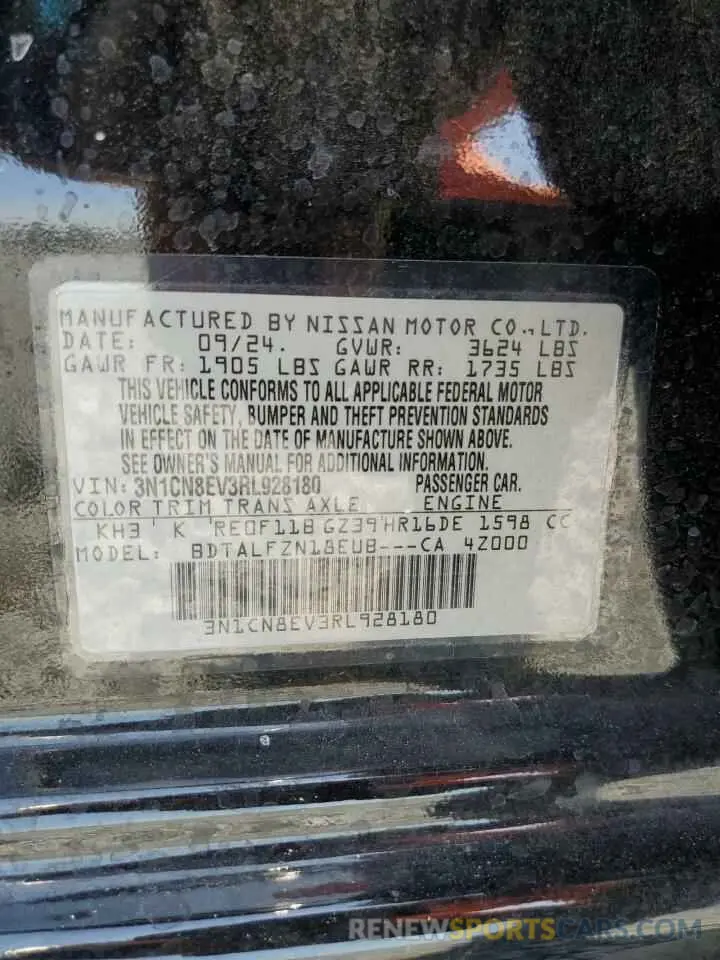 MANUFACTURED BY NISSAN MOTOR CO., LTD.
DATE: 09/24. GVWR: 3624 LBS
GAWR FR: 1905 LBS GAWR RR: 1735 LBS
THIS VEHICLE CONFORMS TO ALL APPLICABLE FEDERAL MOTOR
VEHICLE SAFETY, BUMPER AND THEFT PREVENTION STANDARDS
IN EFFECT ON THE DATE OF MANUFACTURE SHOWN ABOVE.
SEE OWNER'S MANUAL FOR ADDITIONAL INFORMATION.
VIN: 3N1CN8EV3RL928180 PASSENGER CAR.
COLOR TRIM TRANS AXLE ENGINE
KH3 K RE0F11B GZ39 HR16DE 1598 CC
MODEL: BDTALFZN18EUB---CA 4Z000
3N1CN8EV3RL928180
RENEWSPORTSCARS.COM